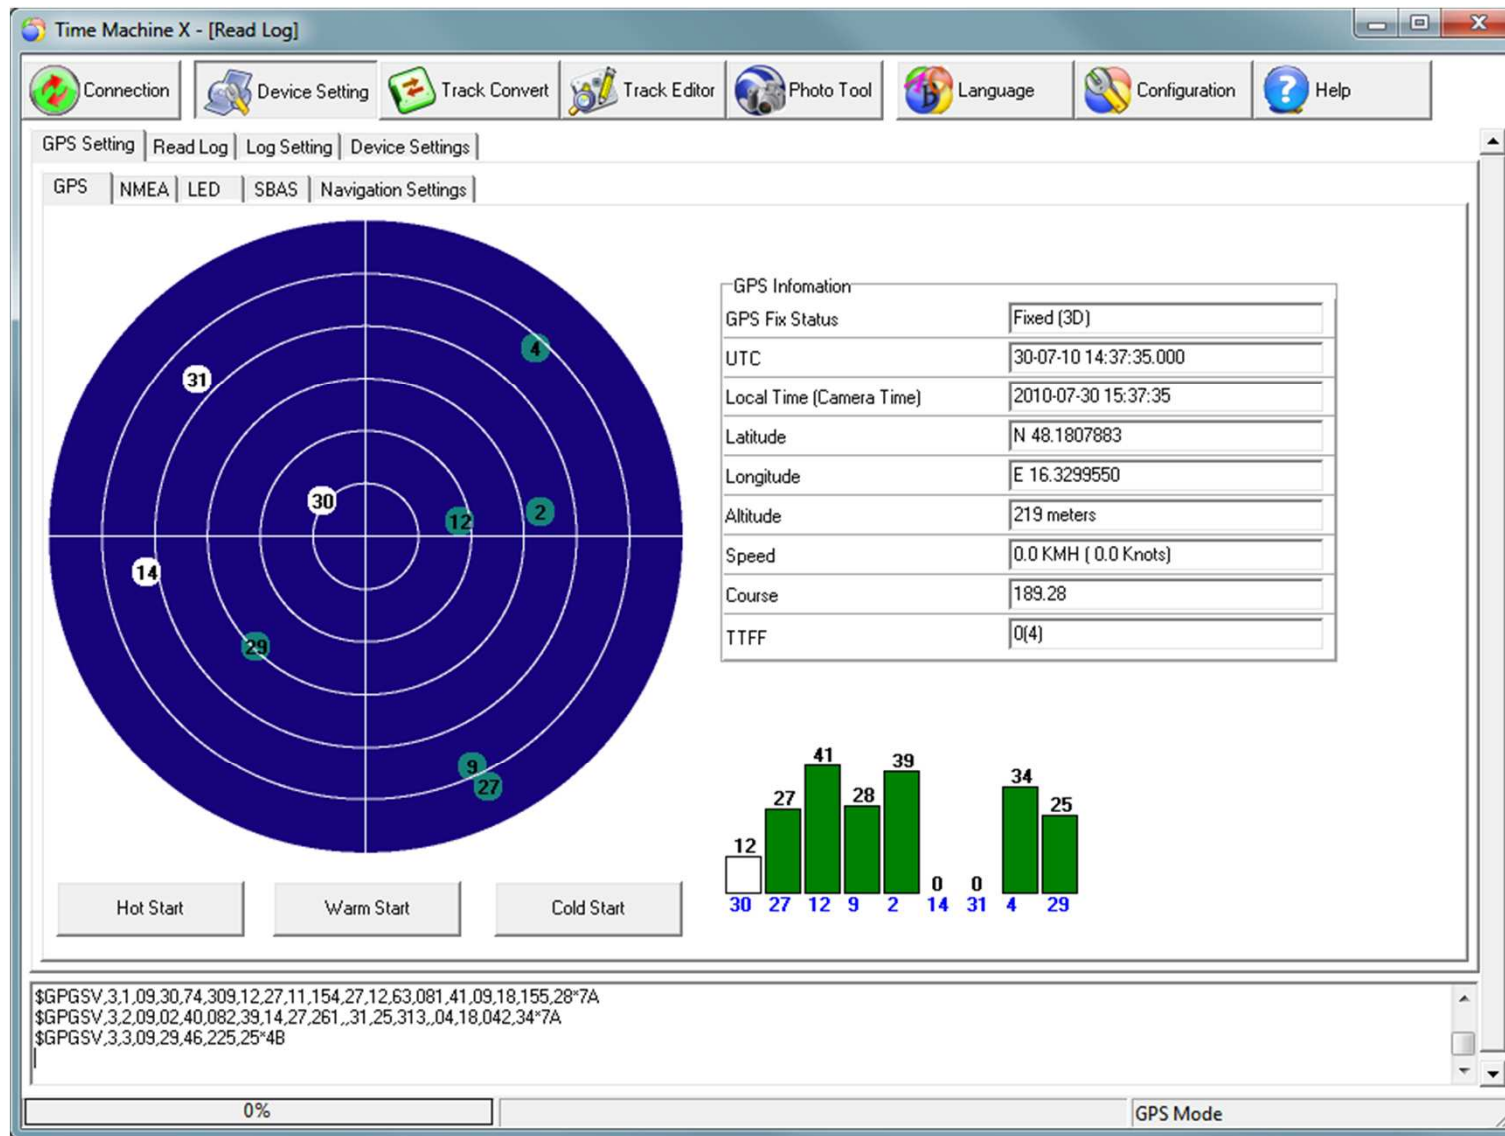 Time Machine X - [Read Log]
Connection Device Setting Track Convert Track Editor Photo Tool Language Configuration Help
GPS Setting Read Log Log Setting Device Settings
GPS NMEA LED SBAS Navigation Settings
4
31
30
12 2
14
29
9
27
GPS Infomation
GPS Fix Status Fixed (3D)
UTC 30-07-10 14:37:35.000
Local Time (Camera Time) 2010-07-30 15:37:35
Latitude N 48.1807883
Longitude E 16.3299550
Altitude 219 meters
Speed 0.0 KMH ( 0.0 Knots)
Course 189.28
TTFF 0(4)
12 27 41 28 39 0 0 34 25
30 27 12 9 2 14 31 4 29
Hot Start Warm Start Cold Start
$GPGSV,3,1,09,30,74,309,12,27,11,154,27,12,63,081,41,09,18,155,28*7A
$GPGSV,3,2,09,02,40,082,39,14,27,261,,31,25,313,,04,18,042,34*7A
$GPGSV,3,3,09,29,46,225,25*4B
0% GPS Mode